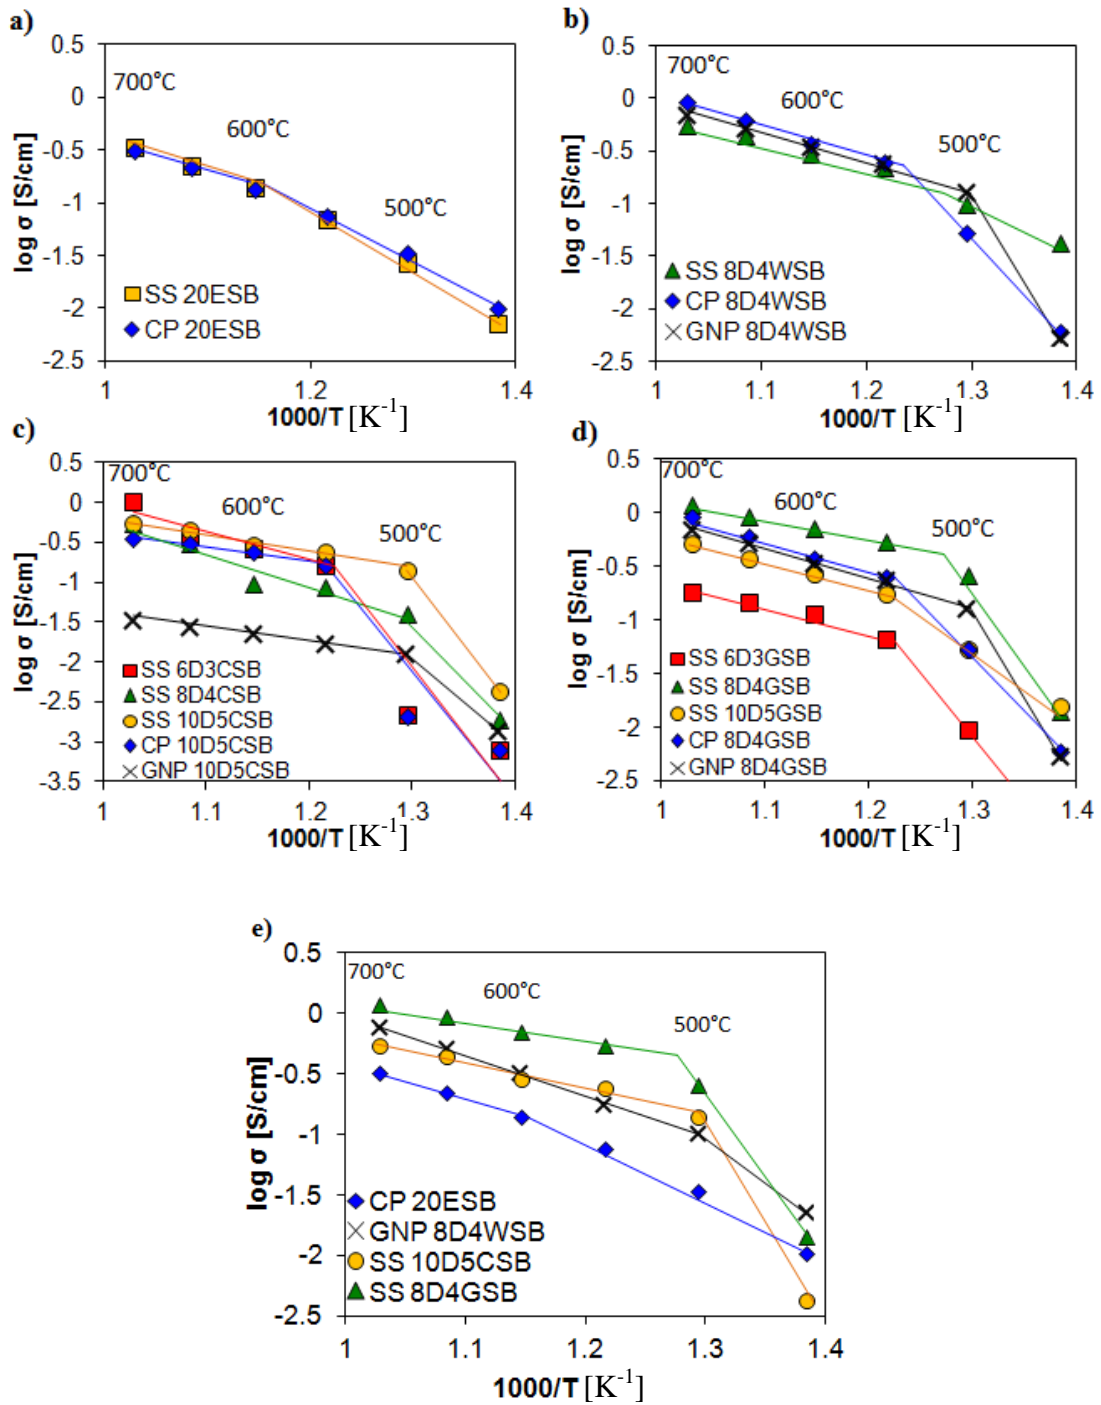 a)
0.5
0
-0.5
-1
-1.5
-2
-2.5
log σ [S/cm]
700°C
600°C
500°C
SS 20ESB
CP 20ESB
1
1.2
1.4
1000/T [K-1]
b)
0.5
0
-0.5
-1
-1.5
-2
-2.5
log σ [S/cm]
700°C
600°C
500°C
SS 8D4WSB
CP 8D4WSB
GNP 8D4WSB
1
1.1
1.2
1.3
1.4
1000/T [K-1]
c)
0.5
0
-0.5
-1
-1.5
-2
-2.5
-3
-3.5
log σ [S/cm]
700°C
600°C
500°C
SS 6D3CSB
SS 8D4CSB
SS 10D5CSB
CP 10D5CSB
GNP 10D5CSB
1
1.1
1.2
1.3
1.4
1000/T [K-1]
d)
0.5
0
-0.5
-1
-1.5
-2
-2.5
log σ [S/cm]
700°C
600°C
500°C
SS 6D3GSB
SS 8D4GSB
SS 10D5GSB
CP 8D4GSB
GNP 8D4GSB
1
1.1
1.2
1.3
1.4
1000/T [K-1]
e)
0.5
0
-0.5
-1
-1.5
-2
-2.5
log σ [S/cm]
700°C
600°C
500°C
CP 20ESB
GNP 8D4WSB
SS 10D5CSB
SS 8D4GSB
1
1.1
1.2
1.3
1.4
1000/T [K-1]